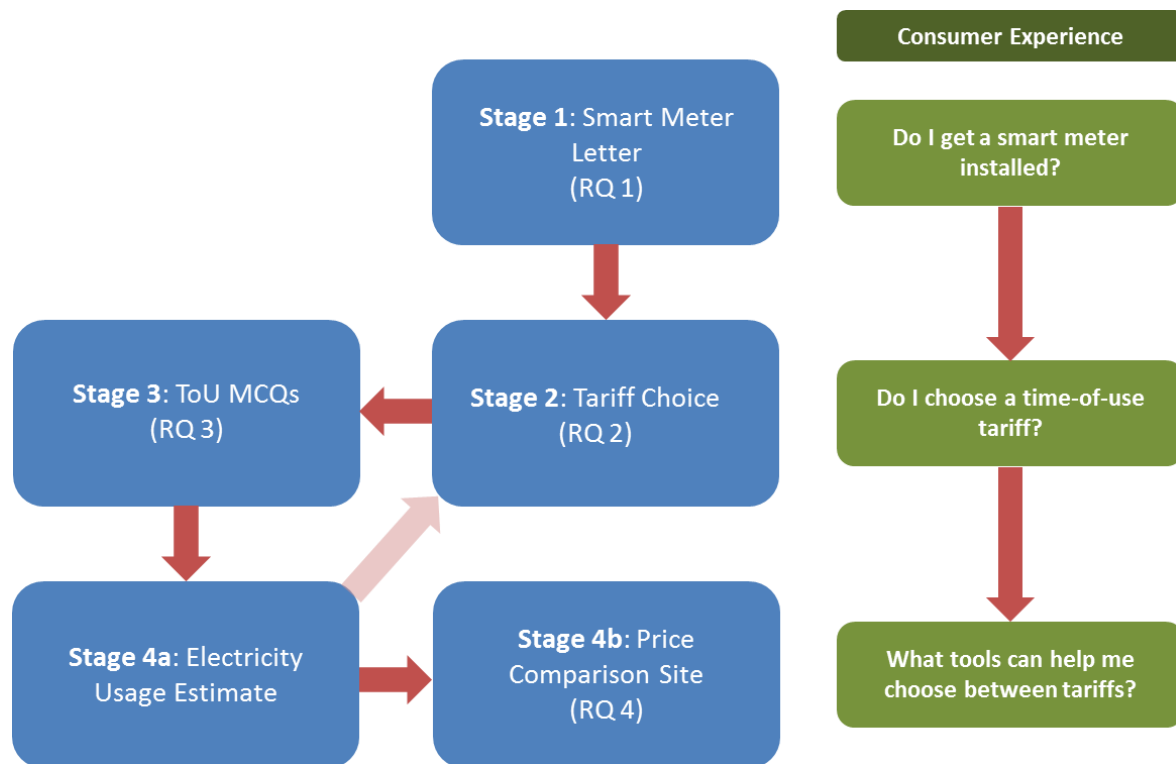 Consumer Experience
Stage 1: Smart Meter
Letter
(RQ 1)
Do I get a smart meter
installed?
Stage 3: ToU MCQs
(RQ 3)
Stage 2: Tariff Choice
(RQ 2)
Do I choose a time-of-use
tariff?
Stage 4a: Electricity
Usage Estimate
Stage 4b: Price
Comparison Site
(RQ 4)
What tools can help me
choose between tariffs?